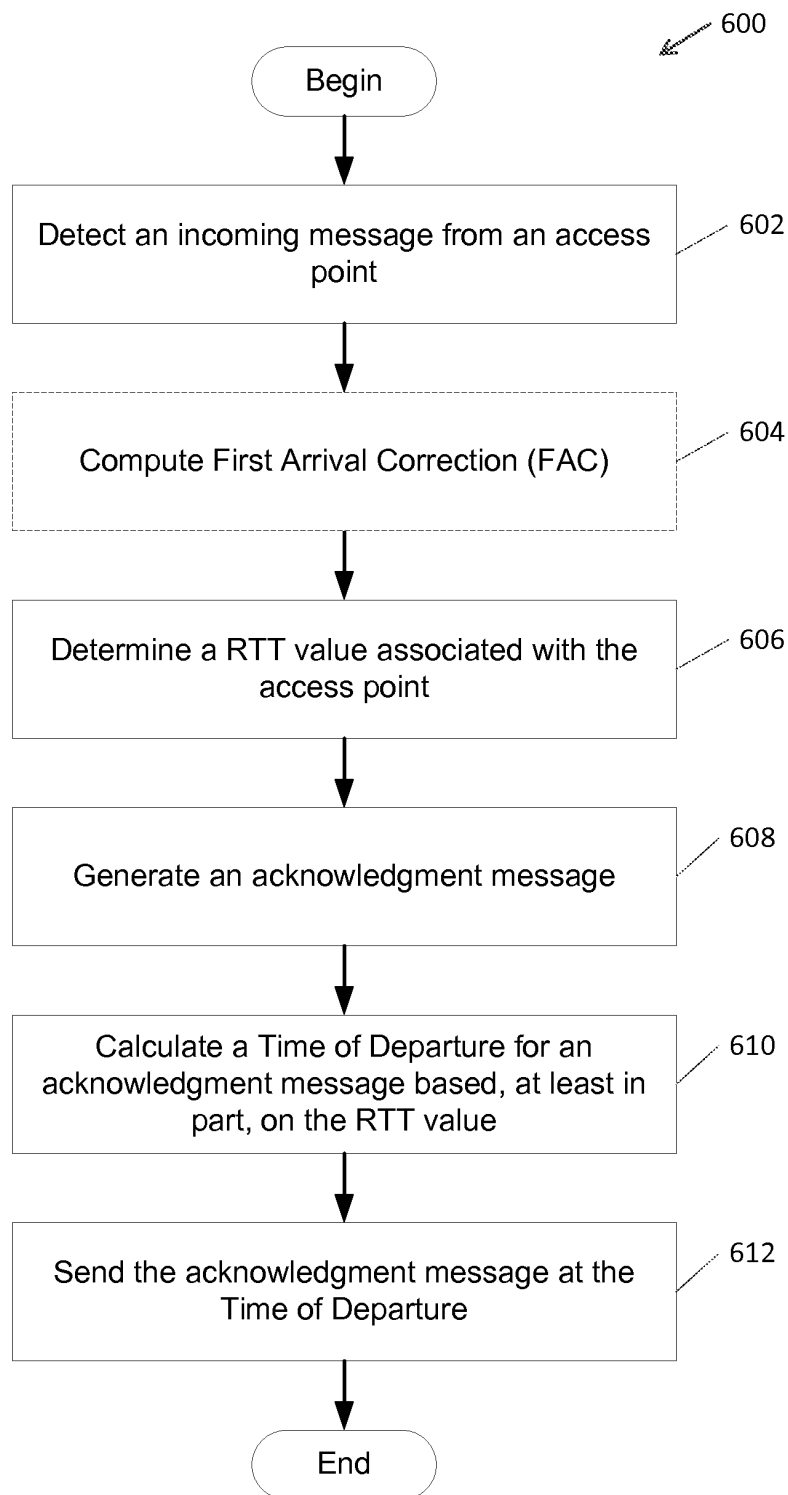 600
Begin
Detect an incoming message from an access
point
602
Compute First Arrival Correction (FAC)
604
Determine a RTT value associated with the
access point
606
Generate an acknowledgment message
608
Calculate a Time of Departure for an
acknowledgment message based, at least in
part, on the RTT value
610
Send the acknowledgment message at the
Time of Departure
612
End